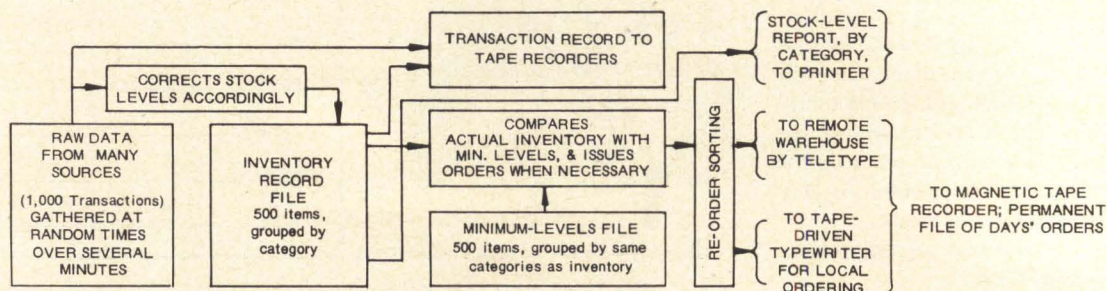 TRANSACTION RECORD TO
TAPE RECORDERS
STOCK-LEVEL
REPORT, BY
CATEGORY,
TO PRINTER
CORRECTS STOCK
LEVELS ACCORDINGLY
RAW DATA
FROM MANY
SOURCES
(1,000 Transactions)
GATHERED AT
RANDOM TIMES
OVER SEVERAL
MINUTES
INVENTORY
RECORD
FILE
500 items,
grouped by
category
COMPARES
ACTUAL INVENTORY WITH
MIN. LEVELS, & ISSUES
ORDERS WHEN NECESSARY
MINIMUM-LEVELS FILE
500 items, grouped by same
categories as inventory
RE-ORDER SORTING
TO REMOTE
WAREHOUSE
BY TELETYPE
TO TAPE-
DRIVEN
TYPEWRITER
FOR LOCAL
ORDERING
TO MAGNETIC TAPE
RECORDER; PERMANENT
FILE OF DAYS' ORDERS